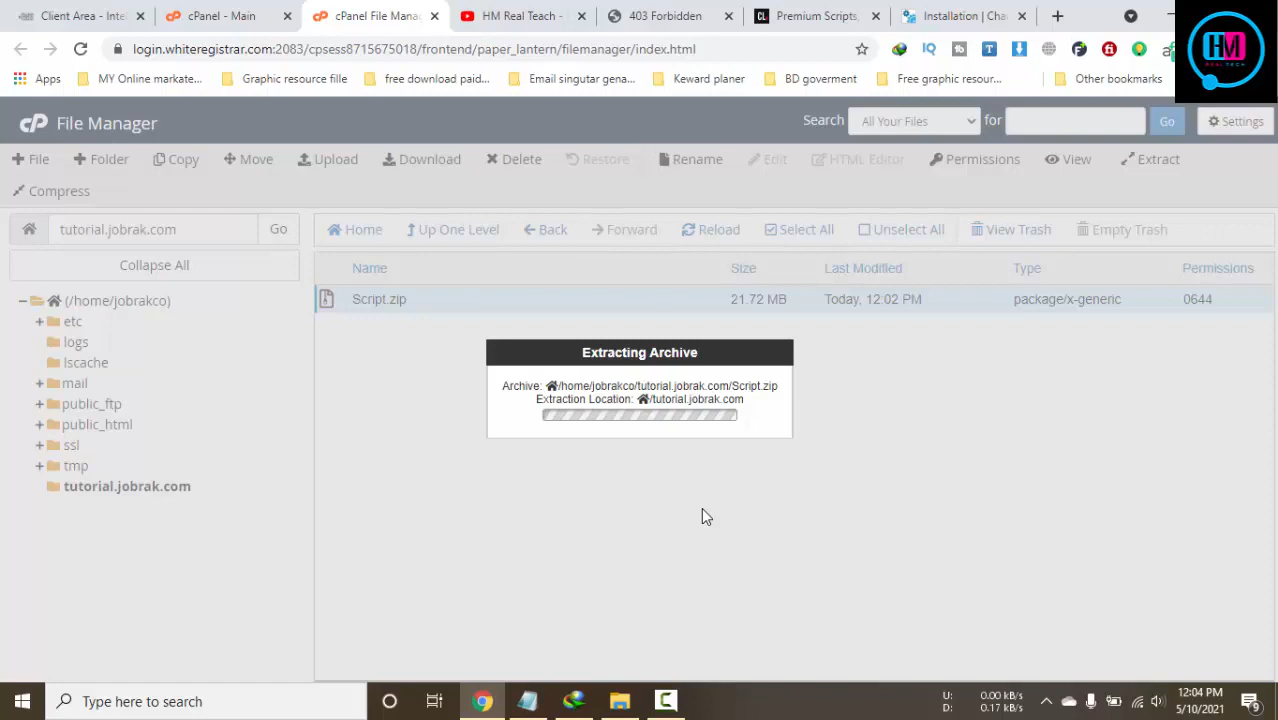 Client Area - Inte
cPanel - Main
cPanel File Mana
HM Real Teach -
403 Forbidden
CL
Premium Scripts,
Installation | Cha
login.whiteregistrar.com:2083/cpsess8715675018/frontend/paper_lantern/filemanager/index.html
HM
REAL TECH
Apps
MY Online markate...
Graphic resource file
free download paid...
Email singutar gena...
Keward planer
BD goverment
Free graphic resour...
Other bookmarks
cP File Manager
Search
All Your Files
for
Go
Settings
File
Folder
Copy
Move
Upload
Download
Delete
Restore
Rename
Edit
HTML Editor
Permissions
View
Extract
Compress
tutorial.jobrak.com
Go
Home
Up One Level
Back
Forward
Reload
Select All
Unselect All
View Trash
Empty Trash
Collapse All
Name
Size
Last Modified
Type
Permissions
Script.zip
21.72 MB
Today, 12:02 PM
package/x-generic
0644
(/home/jobrakco)
etc
logs
lscache
mail
public_ftp
public_html
ssl
tmp
tutorial.jobrak.com
Extracting Archive
Archive: /home/jobrakco/tutorial.jobrak.com/Script.zip
Extraction Location: /tutorial.jobrak.com
Type here to search
U: 0.00 kB/s
D: 0.17 kB/s
12:04 PM
5/10/2021
9